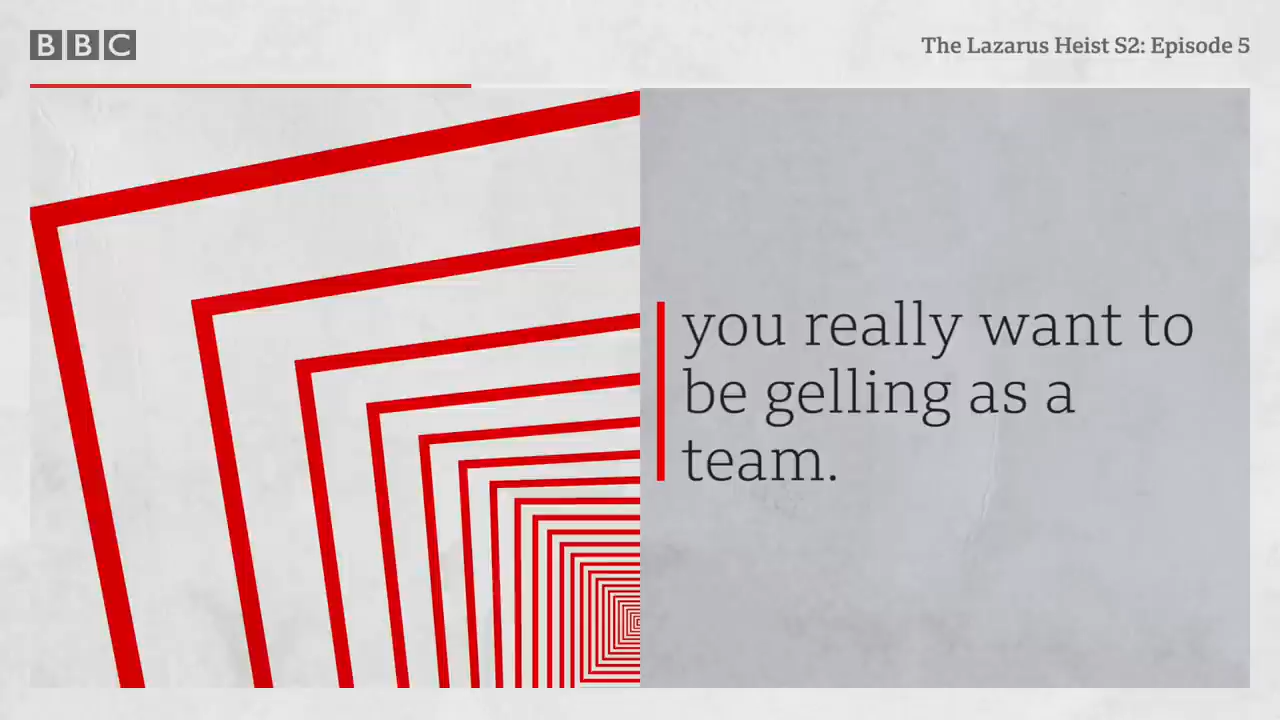 BBC
The Lazarus Heist S2: Episode 5
you really want to
be gelling as a
team.